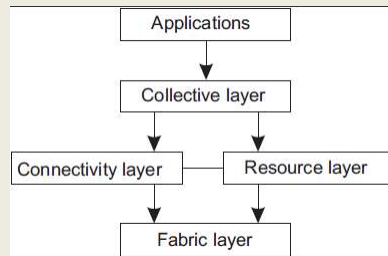 Applications
Collective layer
Connectivity layer
Resource layer
Fabric layer